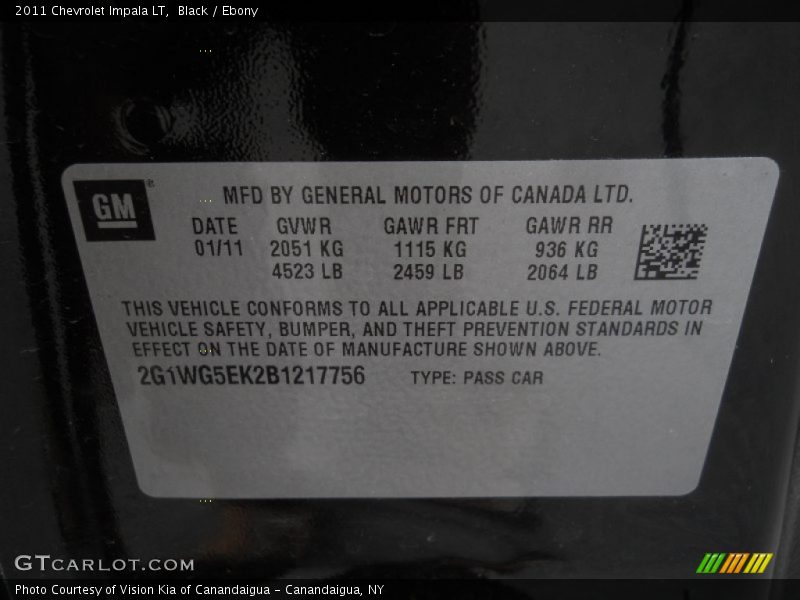 2011 Chevrolet Impala LT, Black / Ebony
GM ®
MFD BY GENERAL MOTORS OF CANADA LTD.
DATE GVWR GAWR FRT GAWR RR
01/11 2051 KG 1115 KG 936 KG
4523 LB 2459 LB 2064 LB
THIS VEHICLE CONFORMS TO ALL APPLICABLE U.S. FEDERAL MOTOR
VEHICLE SAFETY, BUMPER, AND THEFT PREVENTION STANDARDS IN
EFFECT ON THE DATE OF MANUFACTURE SHOWN ABOVE.
2G1WG5EK2B1217756 TYPE: PASS CAR
GTCARLOT.COM
Photo Courtesy of Vision Kia of Canandaigua - Canandaigua, NY